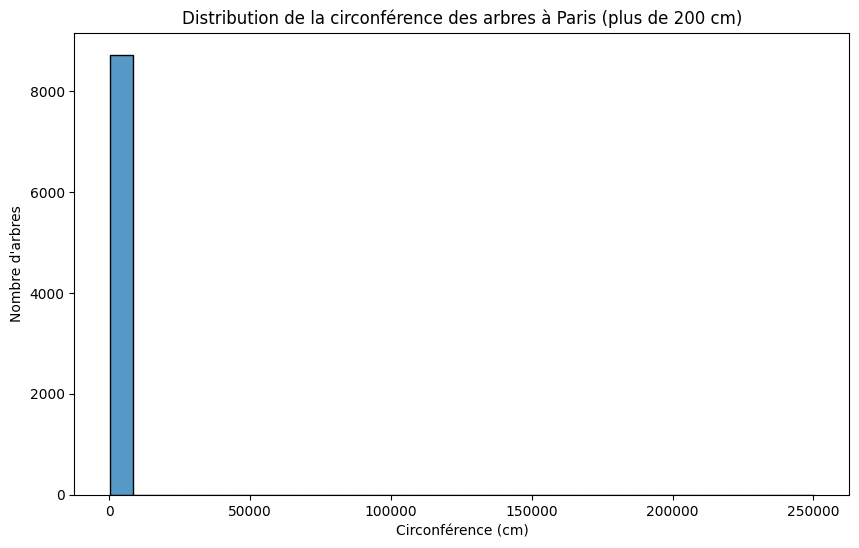 Distribution de la circonférence des arbres à Paris (plus de 200 cm)
Nombre d'arbres
8000
6000
4000
2000
0
0 50000 100000 150000 200000 250000
Circonférence (cm)